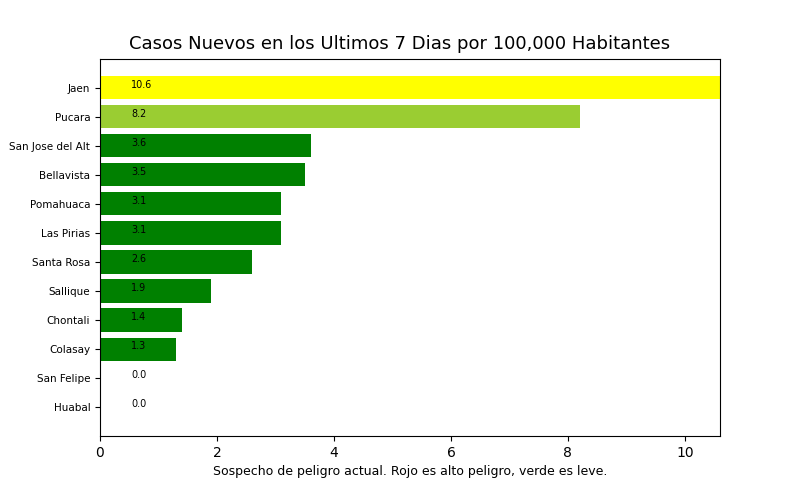 Casos Nuevos en los Ultimos 7 Dias por 100,000 Habitantes
Jaen 10.6
Pucara 8.2
San Jose del Alt 3.6
Bellavista 3.5
Pomahuaca 3.1
Las Pirias 3.1
Santa Rosa 2.6
Sallique 1.9
Chontali 1.4
Colasay 1.3
San Felipe 0.0
Huabal 0.0
0 2 4 6 8 10
Sospecho de peligro actual. Rojo es alto peligro, verde es leve.